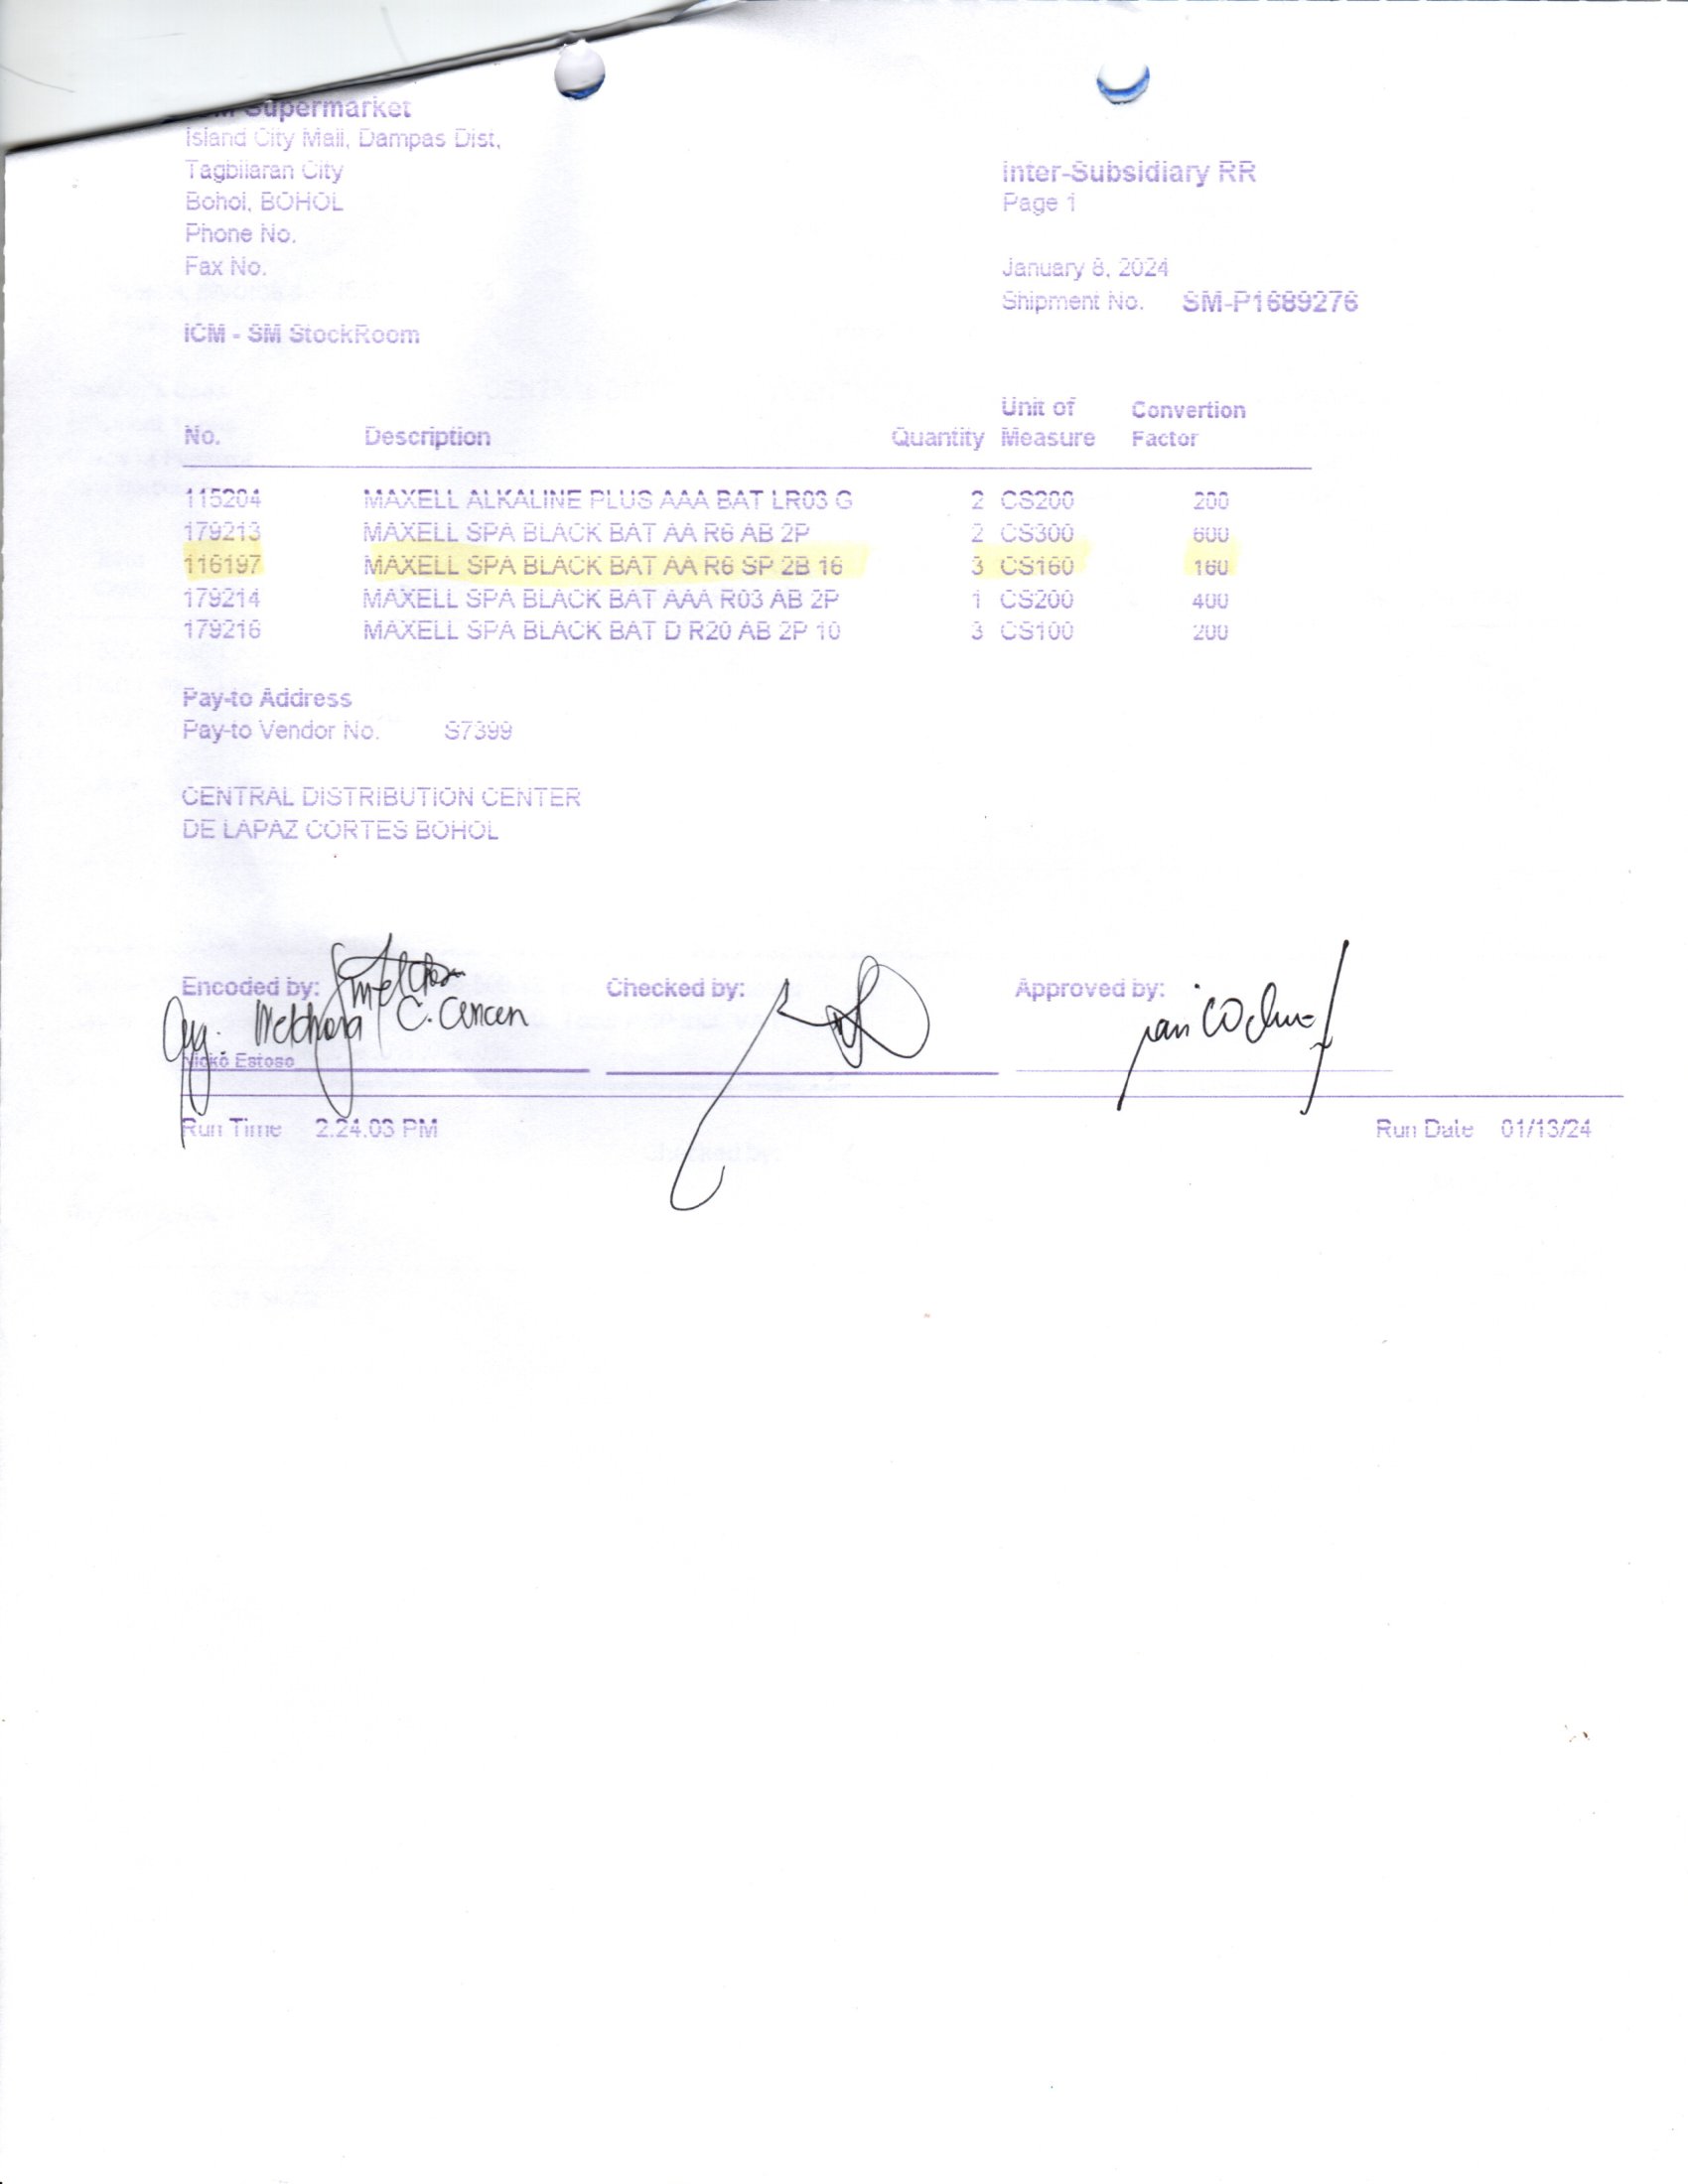 Supermarket
Island City Mall, Dampas Dist,
Tagbilaran City
Bohol, BOHOL
Phone No.
Fax No.
ICM - SM StockRoom
Inter-Subsidiary RR
Page 1
January 8, 2024
Shipment No. SM-P1689276
No. Description Quantity Unit of Measure Convertion Factor
115204 MAXELL ALKALINE PLUS AAA BAT LR03 G 2 CS200 200
179213 MAXELL SPA BLACK BAT AA R6 AB 2P 2 CS300 600
116197 MAXELL SPA BLACK BAT AA R6 SP 2B 16 3 CS160 160
179214 MAXELL SPA BLACK BAT AAA R03 AB 2P 1 CS200 400
179216 MAXELL SPA BLACK BAT D R20 AB 2P 10 3 CS100 200
Pay-to Address
Pay-to Vendor No. S7399
CENTRAL DISTRIBUTION CENTER
DE LAPAZ CORTES BOHOL
Encoded by: Checked by: Approved by:
Melchora C.
Estoso
Run Time 2.24.03 PM Run Date 01/13/24